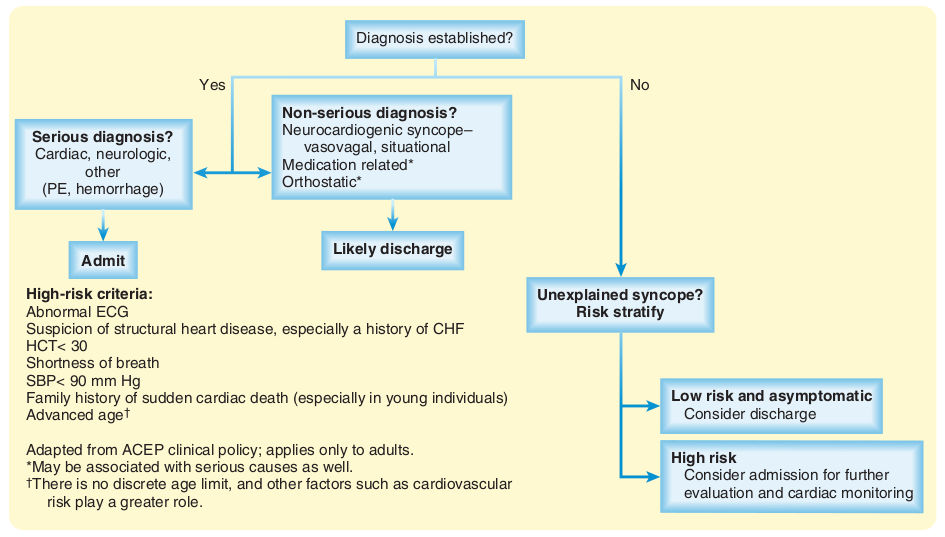 Diagnosis established?
Yes
No
Serious diagnosis?
Cardiac, neurologic,
other
(PE, hemorrhage)
Non-serious diagnosis?
Neurocardiogenic syncope–
vasovagal, situational
Medication related*
Orthostatic*
Admit
Likely discharge
High-risk criteria:
Abnormal ECG
Suspicion of structural heart disease, especially a history of CHF
HCT< 30
Shortness of breath
SBP< 90 mm Hg
Family history of sudden cardiac death (especially in young individuals)
Advanced age†
Adapted from ACEP clinical policy; applies only to adults.
*May be associated with serious causes as well.
†There is no discrete age limit, and other factors such as cardiovascular
risk play a greater role.
Unexplained syncope?
Risk stratify
Low risk and asymptomatic
Consider discharge
High risk
Consider admission for further
evaluation and cardiac monitoring